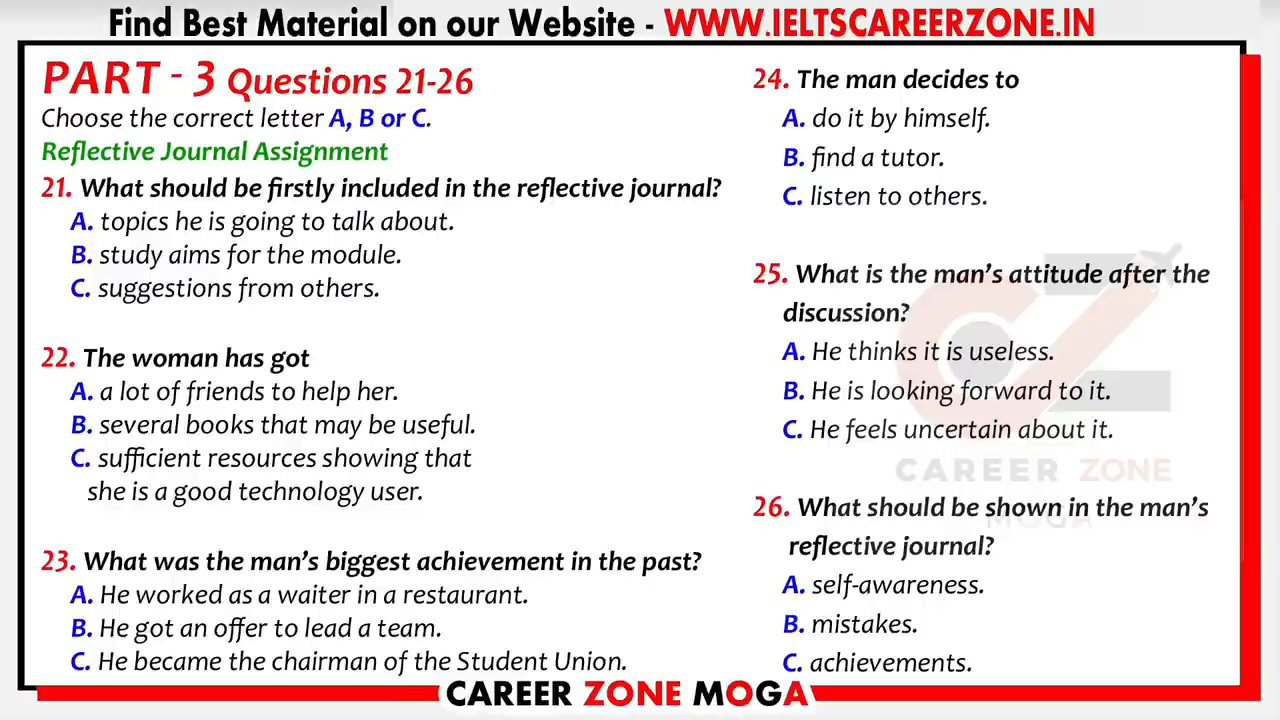 Find Best Material on our Website - WWW.IELTSCAREERZONE.IN
PART - 3 Questions 21-26
Choose the correct letter A, B or C.
Reflective Journal Assignment
21. What should be firstly included in the reflective journal?
A. topics he is going to talk about.
B. study aims for the module.
C. suggestions from others.
22. The woman has got
A. a lot of friends to help her.
B. several books that may be useful.
C. sufficient resources showing that
she is a good technology user.
23. What was the man's biggest achievement in the past?
A. He worked as a waiter in a restaurant.
B. He got an offer to lead a team.
C. He became the chairman of the Student Union.
24. The man decides to
A. do it by himself.
B. find a tutor.
C. listen to others.
25. What is the man's attitude after the
discussion?
A. He thinks it is useless.
B. He is looking forward to it.
C. He feels uncertain about it.
CAREER ZONE
MOGA
26. What should be shown in the man's
reflective journal?
A. self-awareness.
B. mistakes.
C. achievements.
CAREER ZONE MOGA